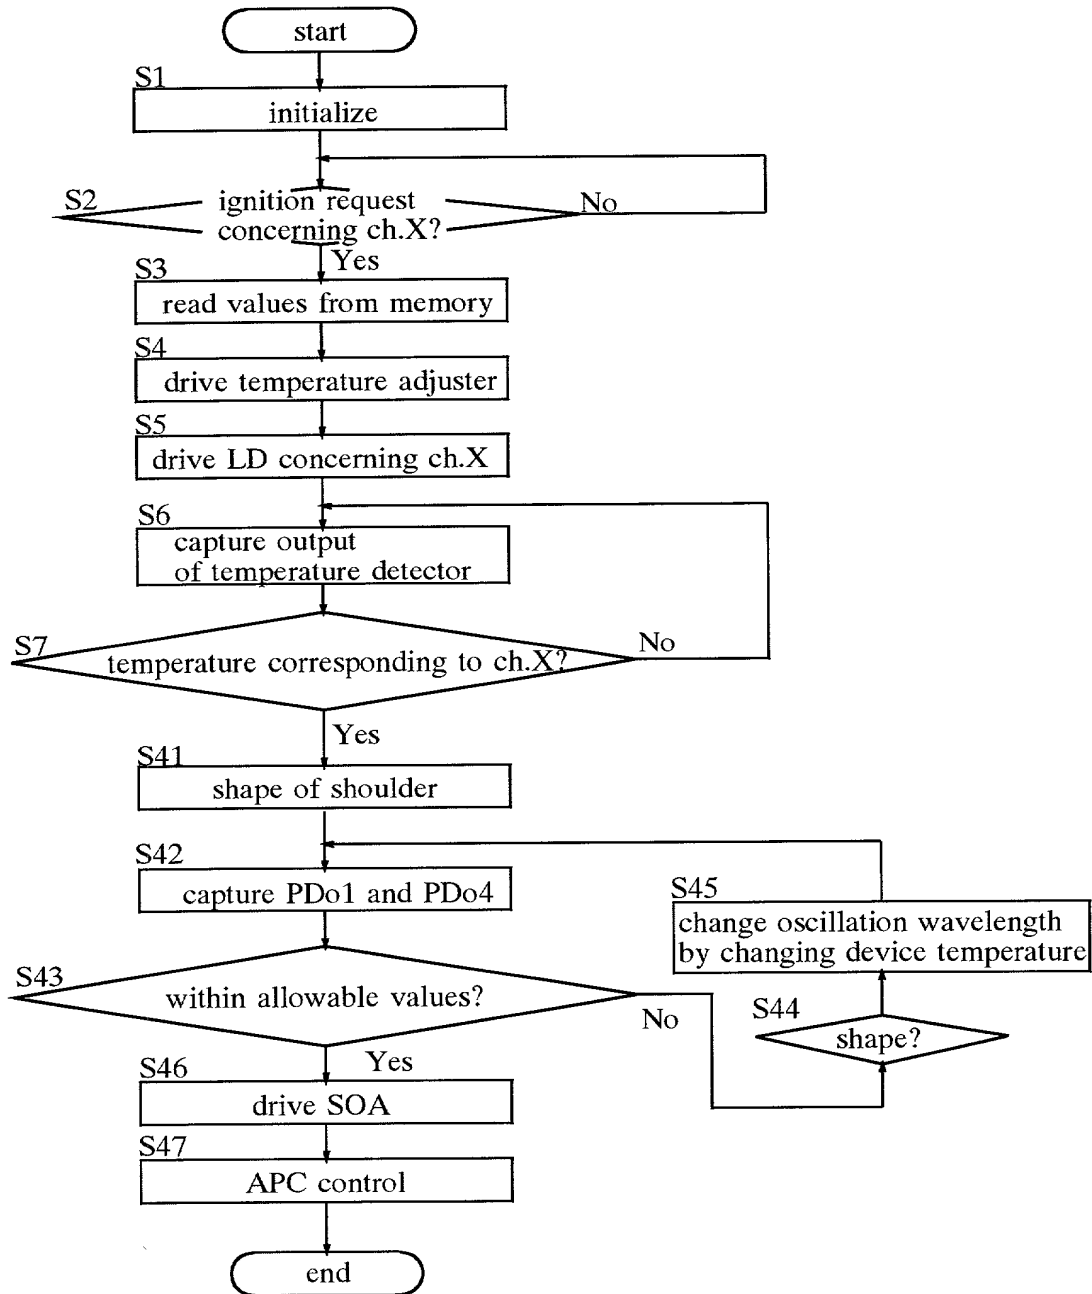 start
S1
initialize
S2
ignition request
concerning ch.X?
No
Yes
S3
read values from memory
S4
drive temperature adjuster
S5
drive LD concerning ch.X
S6
capture output
of temperature detector
S7
temperature corresponding to ch.X?
No
Yes
S41
shape of shoulder
S42
capture PDo1 and PDo4
S45
change oscillation wavelength
by changing device temperature
S43
within allowable values?
No
S44
shape?
Yes
S46
drive SOA
S47
APC control
end